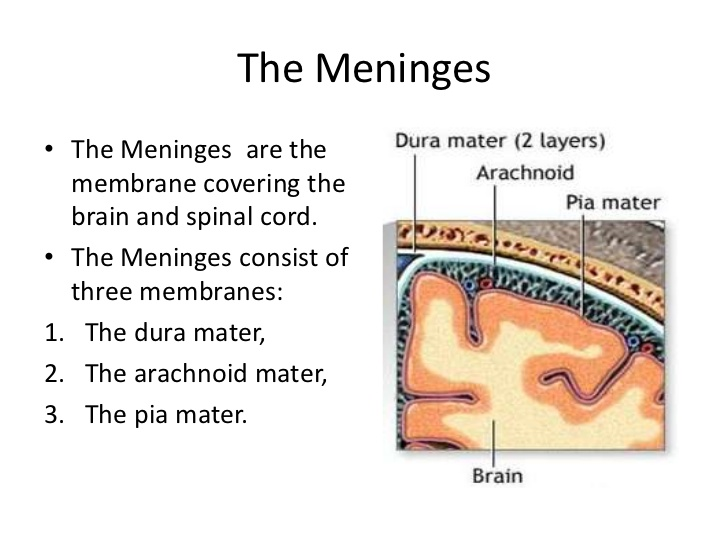 The Meninges
• The Meninges  are the
membrane covering the
brain and spinal cord.
• The Meninges consist of
three membranes:
1. The dura mater,
2. The arachnoid mater,
3. The pia mater.
Dura mater (2 layers)
Arachnoid
Pia mater
Brain